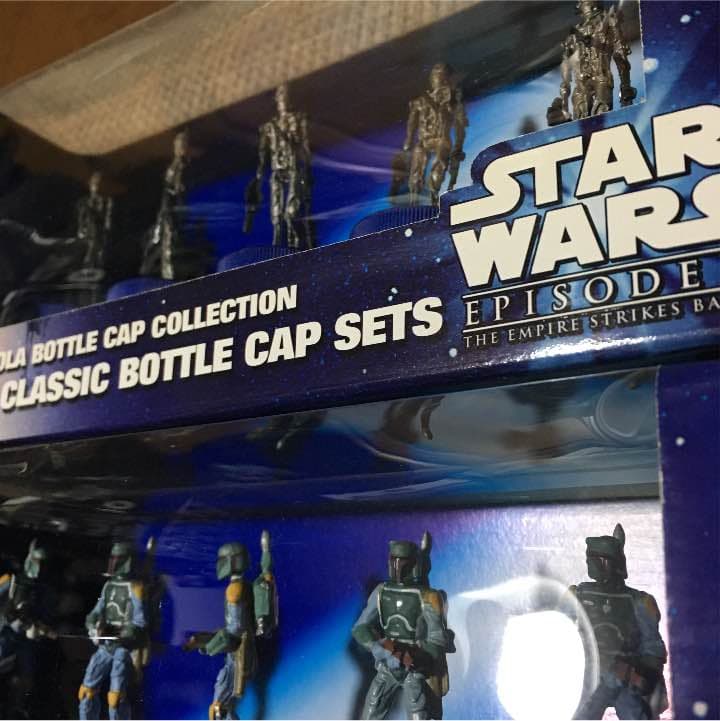 STAR
WARS
EPISODE
THE EMPIRE STRIKES BA
OLA BOTTLE CAP COLLECTION
CLASSIC BOTTLE CAP SETS